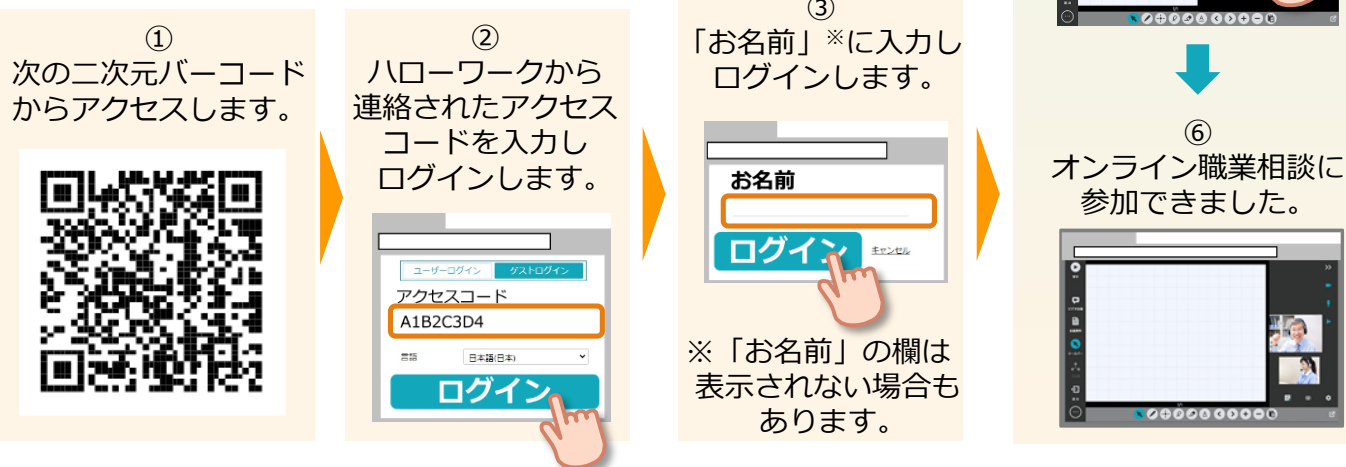 ①
次の二次元バーコード
からアクセスします。
②
ハローワークから
連絡されたアクセス
コードを入力し
ログインします。
ユーザーログイン
ゲストログイン
アクセスコード
A1B2C3D4
言語
日本語(日本)
ログイン
③
「お名前」※に入力し
ログインします。
お名前
ログイン
キャンセル
※「お名前」の欄は
表示されない場合も
あります。
⑥
オンライン職業相談に
参加できました。